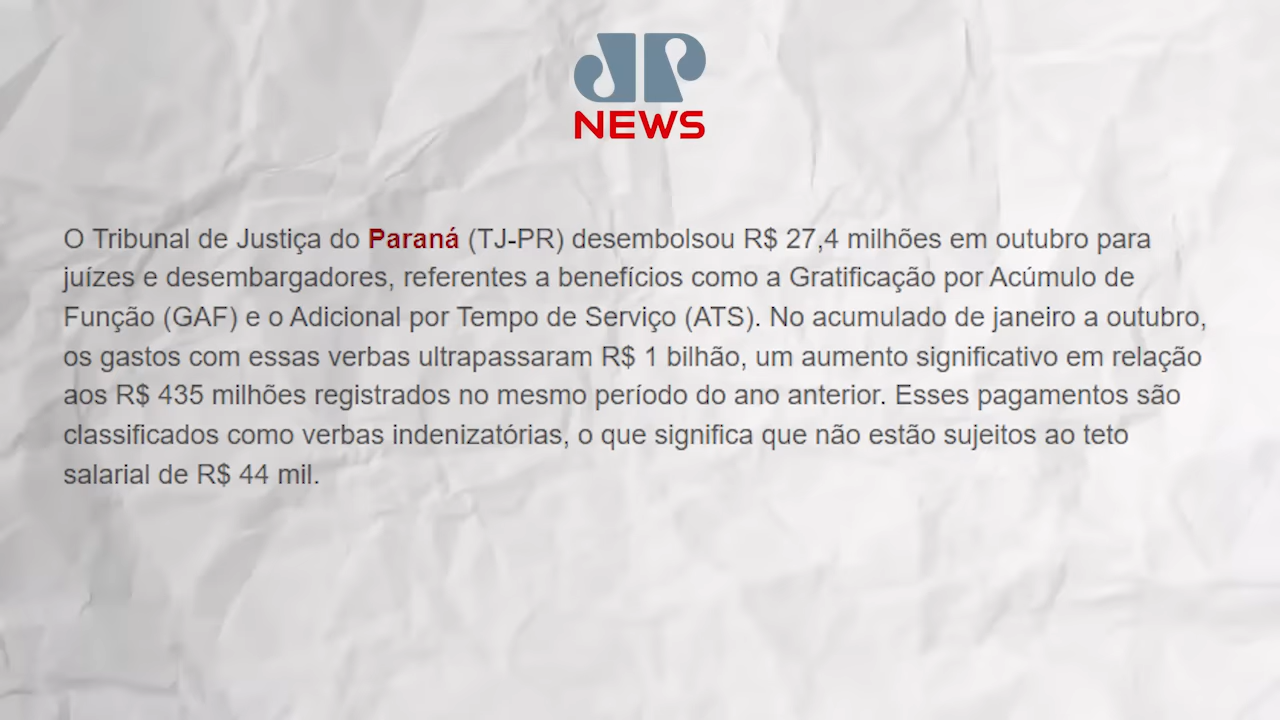 JP
NEWS
O Tribunal de Justiça do Paraná (TJ-PR) desembolsou R$ 27,4 milhões em outubro para
juízes e desembargadores, referentes a benefícios como a Gratificação por Acúmulo de
Função (GAF) e o Adicional por Tempo de Serviço (ATS). No acumulado de janeiro a outubro,
os gastos com essas verbas ultrapassaram R$ 1 bilhão, um aumento significativo em relação
aos R$ 435 milhões registrados no mesmo período do ano anterior. Esses pagamentos são
classificados como verbas indenizatórias, o que significa que não estão sujeitos ao teto
salarial de R$ 44 mil.